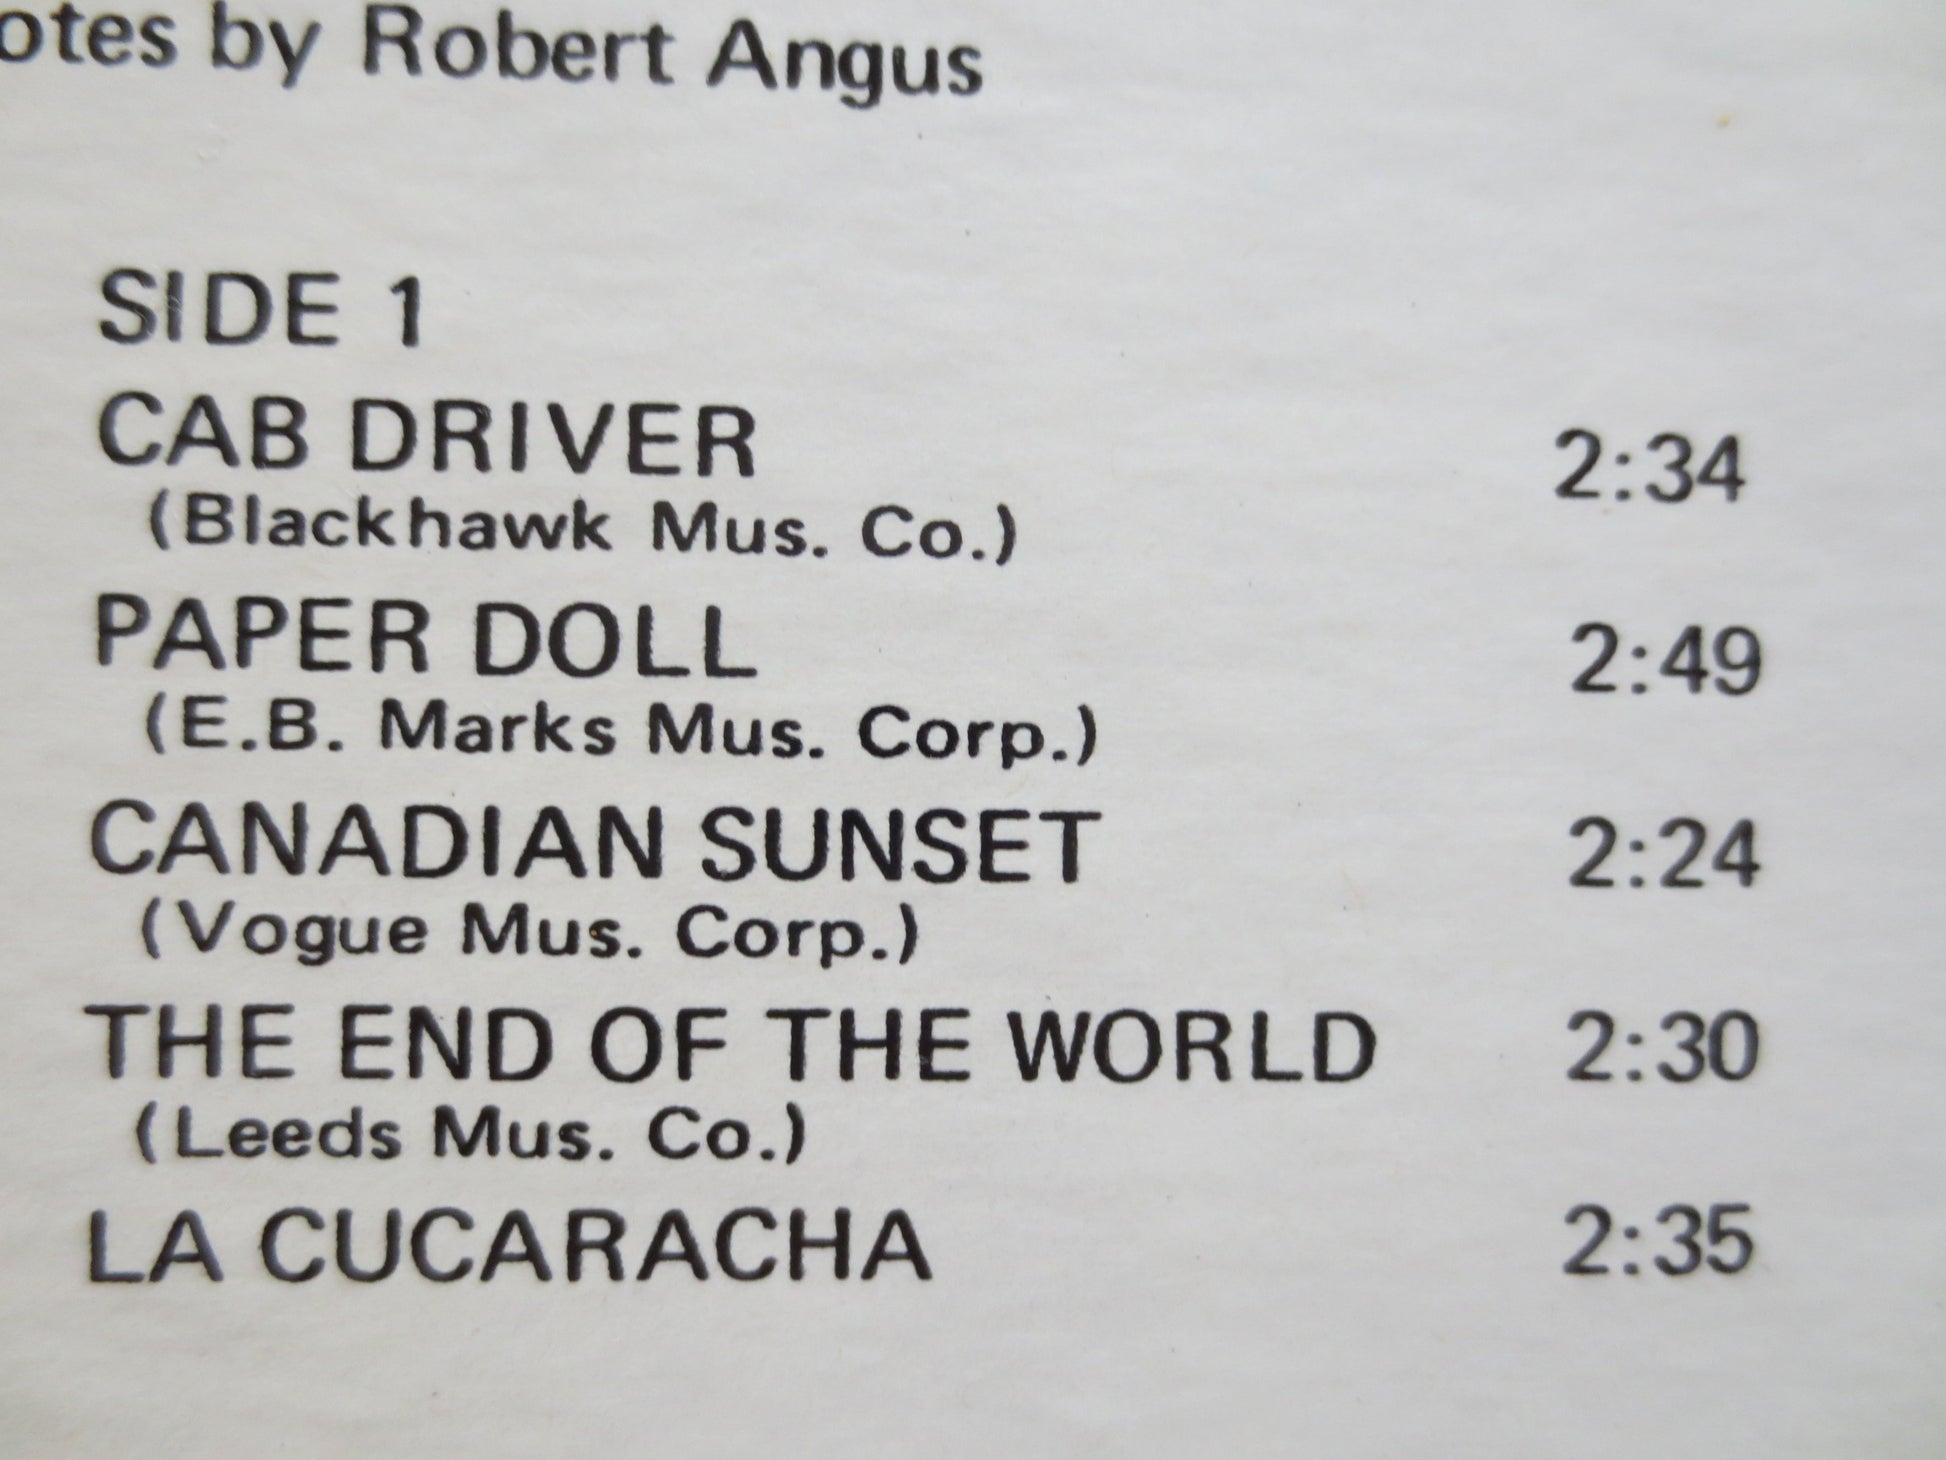 by Robert Angus
SIDE 1
CAB DRIVER 2:34
(Blackhawk Mus. Co.)
PAPER DOLL 2:49
(E.B. Marks Mus. Corp.)
CANADIAN SUNSET 2:24
(Vogue Mus. Corp.)
THE END OF THE WORLD 2:30
(Leeds Mus. Co.)
LA CUCARACHA 2:35